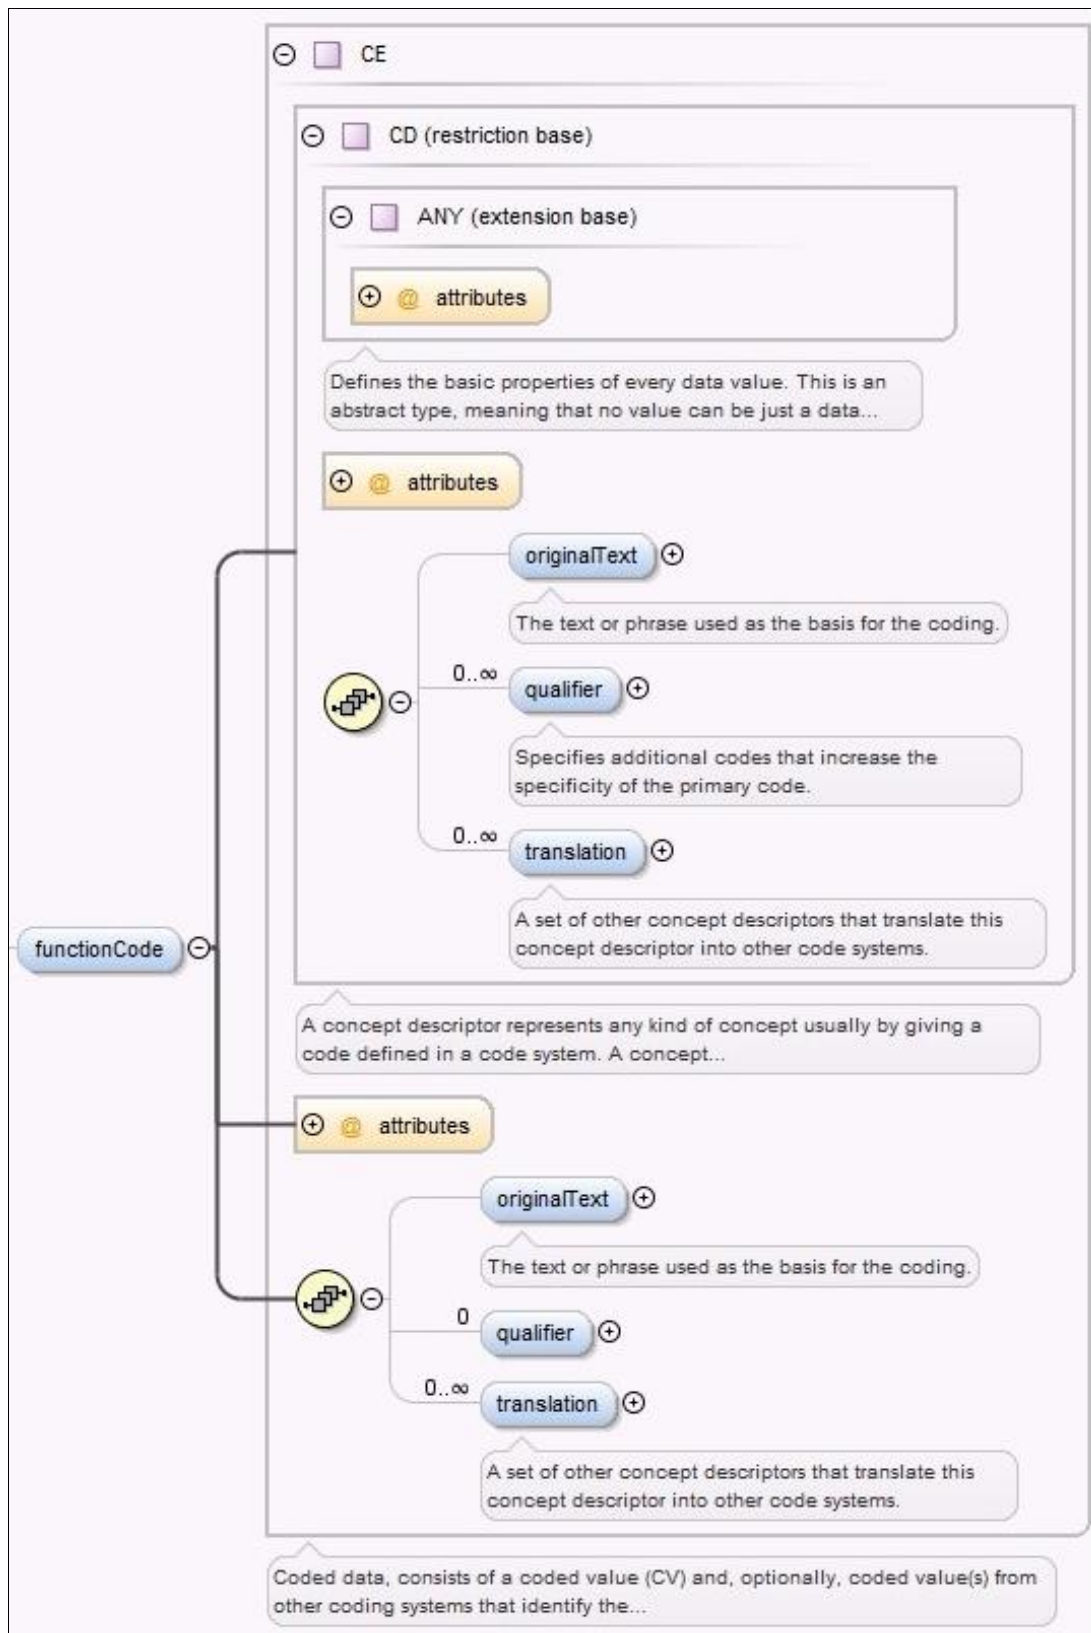 CE
CD (restriction base)
ANY (extension base)
@ attributes
Defines the basic properties of every data value. This is an
abstract type, meaning that no value can be just a data...
@ attributes
originalText
The text or phrase used as the basis for the coding.
0..∞
qualifier
Specifies additional codes that increase the
specificity of the primary code.
0..∞
translation
A set of other concept descriptors that translate this
concept descriptor into other code systems.
functionCode
A concept descriptor represents any kind of concept usually by giving a
code defined in a code system. A concept...
@ attributes
originalText
The text or phrase used as the basis for the coding.
0
qualifier
0..∞
translation
A set of other concept descriptors that translate this
concept descriptor into other code systems.
Coded data, consists of a coded value (CV) and, optionally, coded value(s) from
other coding systems that identify the...